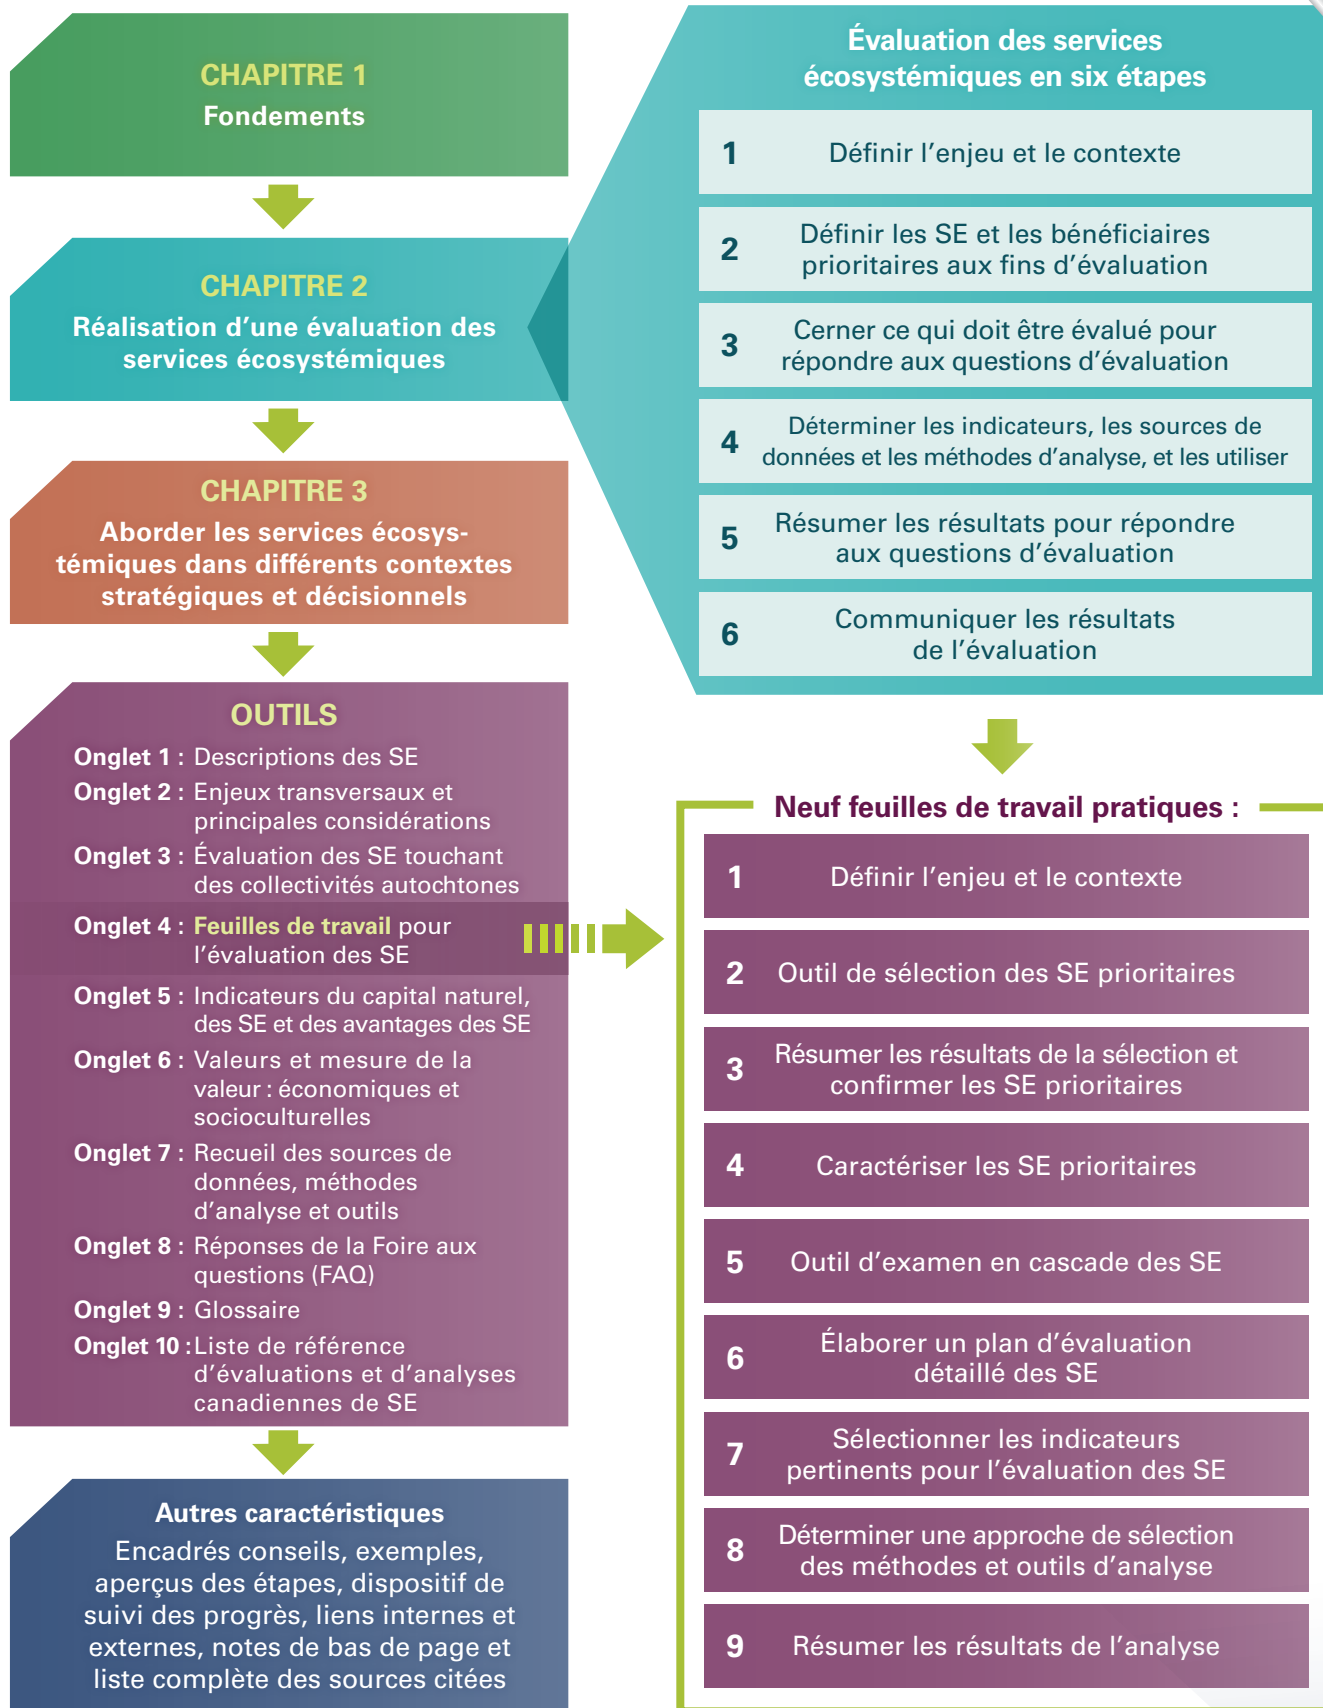 CHAPITRE 1
Fondements
CHAPITRE 2
Réalisation d’une évaluation des
services écosystémiques
CHAPITRE 3
Aborder les services écosys-
témiques dans différents contextes
stratégiques et décisionnels
OUTILS
Onglet 1 : Descriptions des SE
Onglet 2 : Enjeux transversaux et
principales considérations
Onglet 3 : Évaluation des SE touchant
des collectivités autochtones
Onglet 4 : Feuilles de travail pour
l’évaluation des SE
Onglet 5 : Indicateurs du capital naturel,
des SE et des avantages des SE
Onglet 6 : Valeurs et mesure de la
valeur : économiques et
socioculturelles
Onglet 7 : Recueil des sources de
données, méthodes
d’analyse et outils
Onglet 8 : Réponses de la Foire aux
questions (FAQ)
Onglet 9 : Glossaire
Onglet 10 : Liste de référence
d’évaluations et d’analyses
canadiennes de SE
Autres caractéristiques
Encadrés conseils, exemples,
aperçus des étapes, dispositif de
suivi des progrès, liens internes et
externes, notes de bas de page et
liste complète des sources citées
Évaluation des services
écosystémiques en six étapes
1 Définir l’enjeu et le contexte
2 Définir les SE et les bénéficiaires
prioritaires aux fins d’évaluation
3 Cerner ce qui doit être évalué pour
répondre aux questions d’évaluation
4 Déterminer les indicateurs, les sources de
données et les méthodes d’analyse, et les utiliser
5 Résumer les résultats pour répondre
aux questions d’évaluation
6 Communiquer les résultats
de l’évaluation
Neuf feuilles de travail pratiques :
1 Définir l’enjeu et le contexte
2 Outil de sélection des SE prioritaires
3 Résumer les résultats de la sélection et
confirmer les SE prioritaires
4 Caractériser les SE prioritaires
5 Outil d’examen en cascade des SE
6 Élaborer un plan d’évaluation
détaillé des SE
7 Sélectionner les indicateurs
pertinents pour l’évaluation des SE
8 Déterminer une approche de sélection
des méthodes et outils d’analyse
9 Résumer les résultats de l’analyse